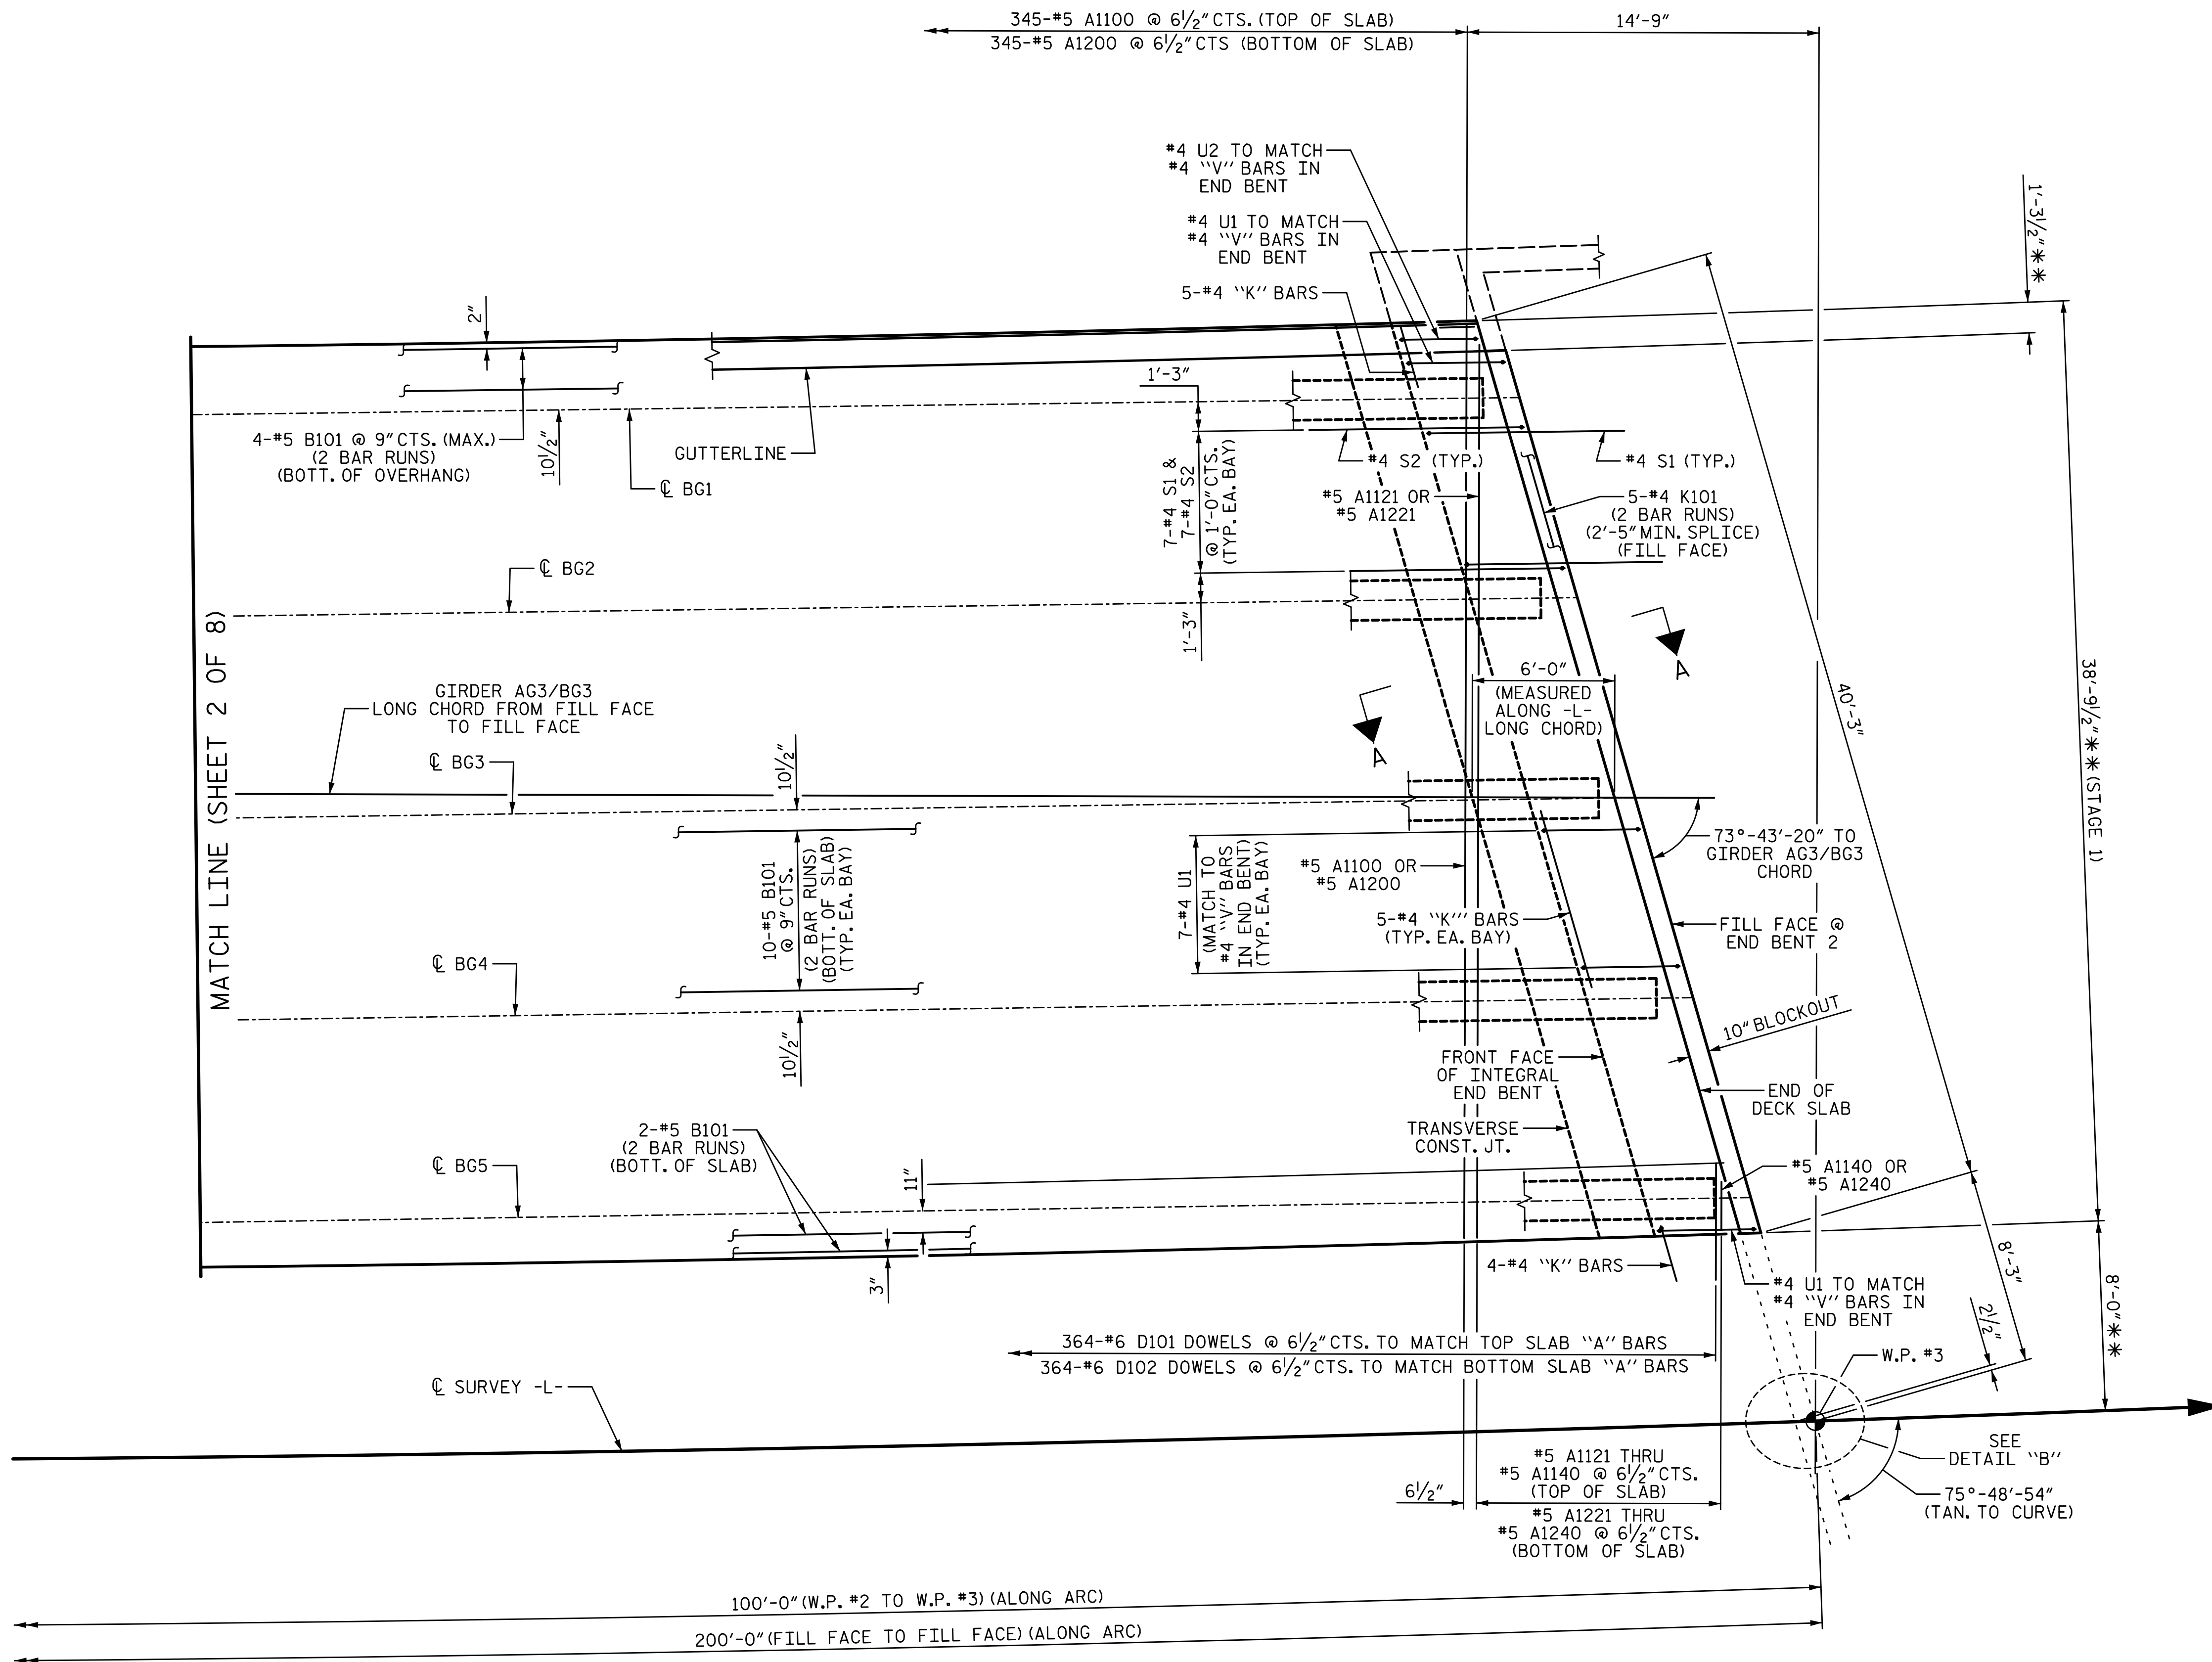 345-#5 A1100 @ 6½" CTS. (TOP OF SLAB)
345-#5 A1200 @ 6½" CTS (BOTTOM OF SLAB)
14'-9"
#4 U2 TO MATCH
#4 "V" BARS IN
END BENT
#4 U1 TO MATCH
#4 "V" BARS IN
END BENT
5-#4 "K" BARS
1'-3½" **
2"
4-#5 B101 @ 9" CTS. (MAX.)
(2 BAR RUNS)
(BOTT. OF OVERHANG)
10½"
GUTTERLINE
℄ BG1
1'-3"
7-#4 S1 &
7-#4 S2
@ 1'-0" CTS.
(TYP. EA. BAY)
1'-3"
#4 S2 (TYP.)
#4 S1 (TYP.)
#5 A1121 OR
#5 A1221
5-#4 K101
(2 BAR RUNS)
(2'-5" MIN. SPLICE)
(FILL FACE)
℄ BG2
MATCH LINE (SHEET 2 OF 8)
A
A
6'-0"
(MEASURED
ALONG -L-
LONG CHORD)
40'-3"
38'-9½" ** (STAGE 1)
GIRDER AG3/BG3
LONG CHORD FROM FILL FACE
TO FILL FACE
℄ BG3
10½"
10-#5 B101
@ 9" CTS.
(2 BAR RUNS)
(BOTT. OF SLAB)
(TYP. EA. BAY)
10½"
7-#4 U1
(MATCH TO
#4 "V" BARS
IN END BENT)
(TYP. EA. BAY)
#5 A1100 OR
#5 A1200
5-#4 "K"' BARS
(TYP. EA. BAY)
73°-43'-20" TO
GIRDER AG3/BG3
CHORD
FILL FACE @
END BENT 2
℄ BG4
10" BLOCKOUT
FRONT FACE
OF INTEGRAL
END BENT
END OF
DECK SLAB
TRANSVERSE
CONST. JT.
2-#5 B101
(2 BAR RUNS)
(BOTT. OF SLAB)
℄ BG5
11"
3"
#5 A1140 OR
#5 A1240
4-#4 "K" BARS
#4 U1 TO MATCH
#4 "V" BARS IN
END BENT
8'-3"
8'-0" **
2½"
364-#6 D101 DOWELS @ 6½" CTS. TO MATCH TOP SLAB "A" BARS
364-#6 D102 DOWELS @ 6½" CTS. TO MATCH BOTTOM SLAB "A" BARS
W.P. #3
℄ SURVEY -L-
SEE
DETAIL "B"
75°-48'-54"
(TAN. TO CURVE)
6½"
#5 A1121 THRU
#5 A1140 @ 6½" CTS.
(TOP OF SLAB)
#5 A1221 THRU
#5 A1240 @ 6½" CTS.
(BOTTOM OF SLAB)
100'-0" (W.P. #2 TO W.P. #3) (ALONG ARC)
200'-0" (FILL FACE TO FILL FACE) (ALONG ARC)